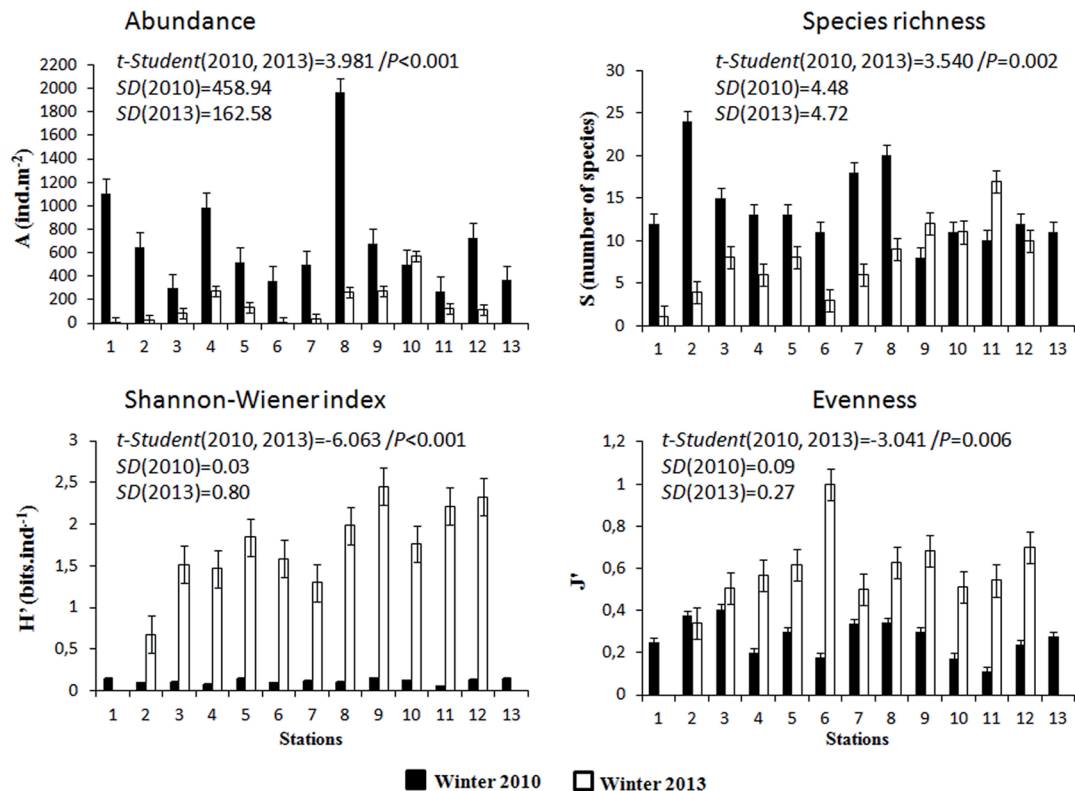 Abundance
t-Student(2010, 2013)=3.981 /P<0.001
SD(2010)=458.94
SD(2013)=162.58
A (ind.m-2)
2200
2000
1800
1600
1400
1200
1000
800
600
400
200
0
1 2 3 4 5 6 7 8 9 10 11 12 13
Species richness
t-Student(2010, 2013)=3.540 /P=0.002
SD(2010)=4.48
SD(2013)=4.72
S (number of species)
30
25
20
15
10
5
0
1 2 3 4 5 6 7 8 9 10 11 12 13
Shannon-Wiener index
t-Student(2010, 2013)=-6.063 /P<0.001
SD(2010)=0.03
SD(2013)=0.80
H' (bits.ind-1)
3
2,5
2
1,5
1
0,5
0
1 2 3 4 5 6 7 8 9 10 11 12 13
Stations
Evenness
t-Student(2010, 2013)=-3.041 /P=0.006
SD(2010)=0.09
SD(2013)=0.27
J'
1,2
1
0,8
0,6
0,4
0,2
0
1 2 3 4 5 6 7 8 9 10 11 12 13
Stations
Winter 2010 Winter 2013